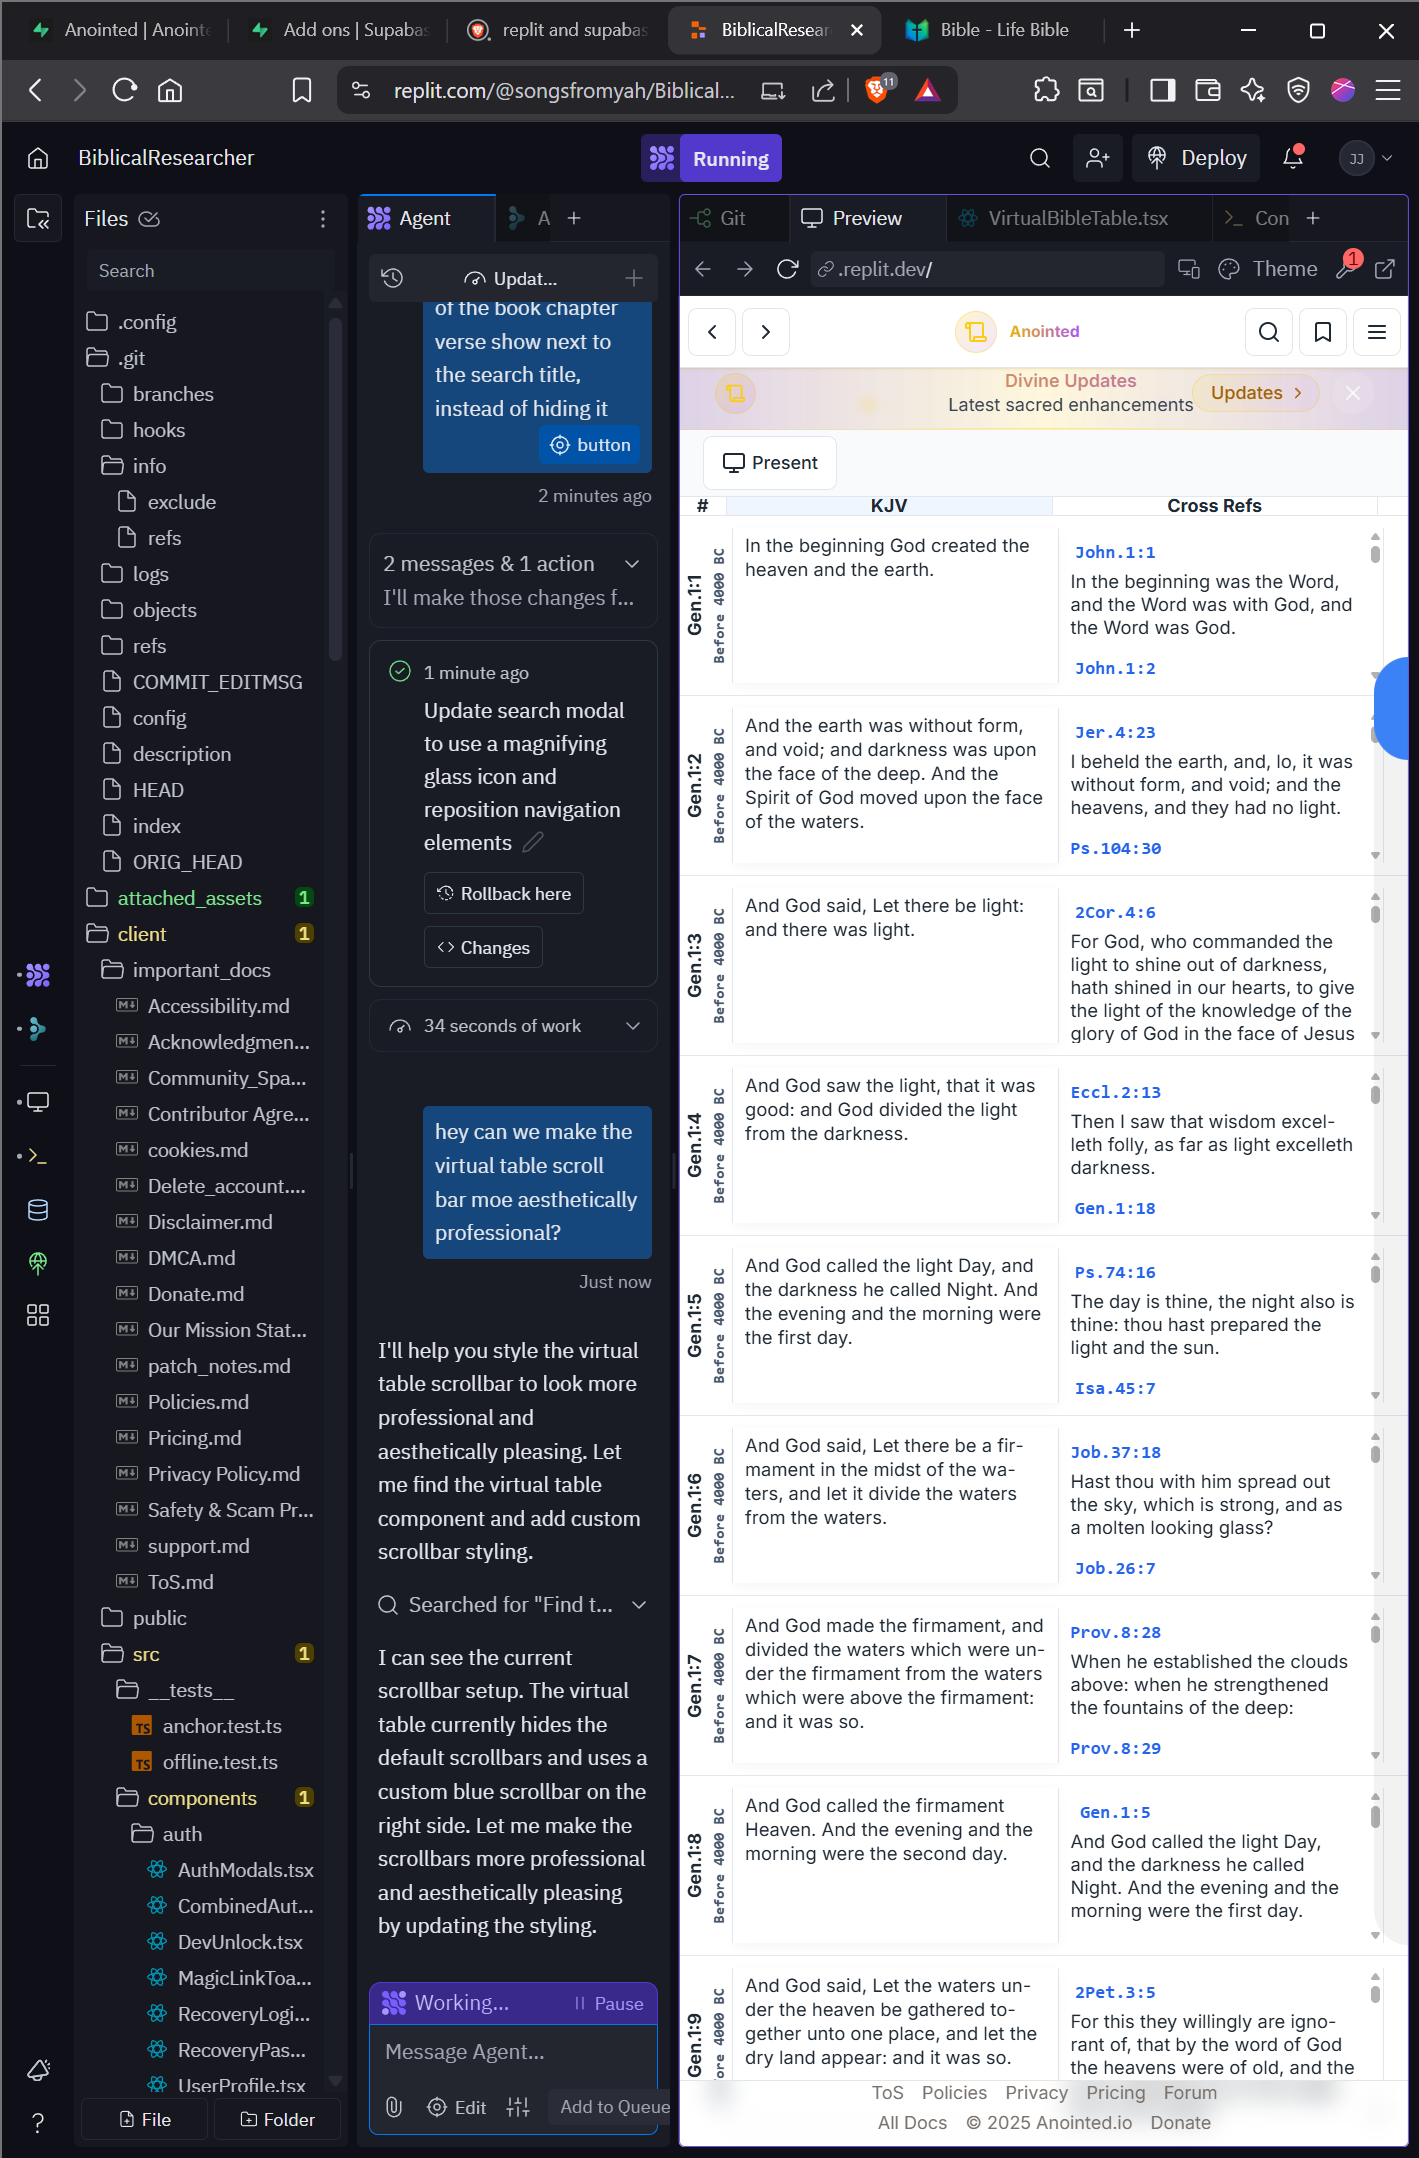 Anointed | Anointe
Add ons | Supabas
replit and supabas
BiblicalResear
Bible - Life Bible
replit.com/@songsfromyah/Biblical...
11
BiblicalResearcher
Running
Deploy
JJ
Files
Search
.config
.git
branches
hooks
info
exclude
refs
logs
objects
refs
COMMIT_EDITMSG
config
description
HEAD
index
ORIG_HEAD
attached_assets 1
client 1
important_docs
Accessibility.md
Acknowledgmen...
Community_Spa...
Contributor Agre...
cookies.md
Delete_account....
Disclaimer.md
DMCA.md
Donate.md
Our Mission Stat...
patch_notes.md
Policies.md
Pricing.md
Privacy Policy.md
Safety & Scam Pr...
support.md
ToS.md
public
src 1
__tests__
anchor.test.ts
offline.test.ts
components 1
auth
AuthModals.tsx
CombinedAut...
DevUnlock.tsx
MagicLinkToa...
RecoveryLogi...
RecoveryPas...
UserProfile.tsx
File
Folder
Agent
A
Updat...
of the book chapter
verse show next to
the search title,
instead of hiding it
button
2 minutes ago
2 messages & 1 action
I'll make those changes f...
1 minute ago
Update search modal
to use a magnifying
glass icon and
reposition navigation
elements
Rollback here
Changes
34 seconds of work
hey can we make the
virtual table scroll
bar moe aesthetically
professional?
Just now
I'll help you style the virtual
table scrollbar to look more
professional and
aesthetically pleasing. Let
me find the virtual table
component and add custom
scrollbar styling.
Searched for "Find t...
I can see the current
scrollbar setup. The virtual
table currently hides the
default scrollbars and uses a
custom blue scrollbar on the
right side. Let me make the
scrollbars more professional
and aesthetically pleasing
by updating the styling.
Working...
Pause
Message Agent...
Edit
Add to Queue
Git
Preview
VirtualBibleTable.tsx
Con
.replit.dev/
Theme
1
Anointed
Divine Updates
Latest sacred enhancements
Updates
Present
# KJV Cross Refs
Gen.1:1
Before 4000 BC
In the beginning God created the
heaven and the earth.
John.1:1
In the beginning was the Word,
and the Word was with God, and
the Word was God.
John.1:2
Gen.1:2
Before 4000 BC
And the earth was without form,
and void; and darkness was upon
the face of the deep. And the
Spirit of God moved upon the face
of the waters.
Jer.4:23
I beheld the earth, and, lo, it was
without form, and void; and the
heavens, and they had no light.
Ps.104:30
Gen.1:3
Before 4000 BC
And God said, Let there be light:
and there was light.
2Cor.4:6
For God, who commanded the
light to shine out of darkness,
hath shined in our hearts, to give
the light of the knowledge of the
glory of God in the face of Jesus
Gen.1:4
Before 4000 BC
And God saw the light, that it was
good: and God divided the light
from the darkness.
Eccl.2:13
Then I saw that wisdom excel-
leth folly, as far as light excelleth
darkness.
Gen.1:18
Gen.1:5
Before 4000 BC
And God called the light Day, and
the darkness he called Night. And
the evening and the morning were
the first day.
Ps.74:16
The day is thine, the night also is
thine: thou hast prepared the
light and the sun.
Isa.45:7
Gen.1:6
Before 4000 BC
And God said, Let there be a fir-
mament in the midst of the wa-
ters, and let it divide the waters
from the waters.
Job.37:18
Hast thou with him spread out
the sky, which is strong, and as
a molten looking glass?
Job.26:7
Gen.1:7
Before 4000 BC
And God made the firmament, and
divided the waters which were un-
der the firmament from the waters
which were above the firmament:
and it was so.
Prov.8:28
When he established the clouds
above: when he strengthened
the fountains of the deep:
Prov.8:29
Gen.1:8
Before 4000 BC
And God called the firmament
Heaven. And the evening and the
morning were the second day.
Gen.1:5
And God called the light Day,
and the darkness he called
Night. And the evening and the
morning were the first day.
Gen.1:9
ore 4000 BC
And God said, Let the waters un-
der the heaven be gathered to-
gether unto one place, and let the
dry land appear: and it was so.
2Pet.3:5
For this they willingly are igno-
rant of, that by the word of God
the heavens were of old, and the
ToS Policies Privacy Pricing Forum
All Docs © 2025 Anointed.io Donate